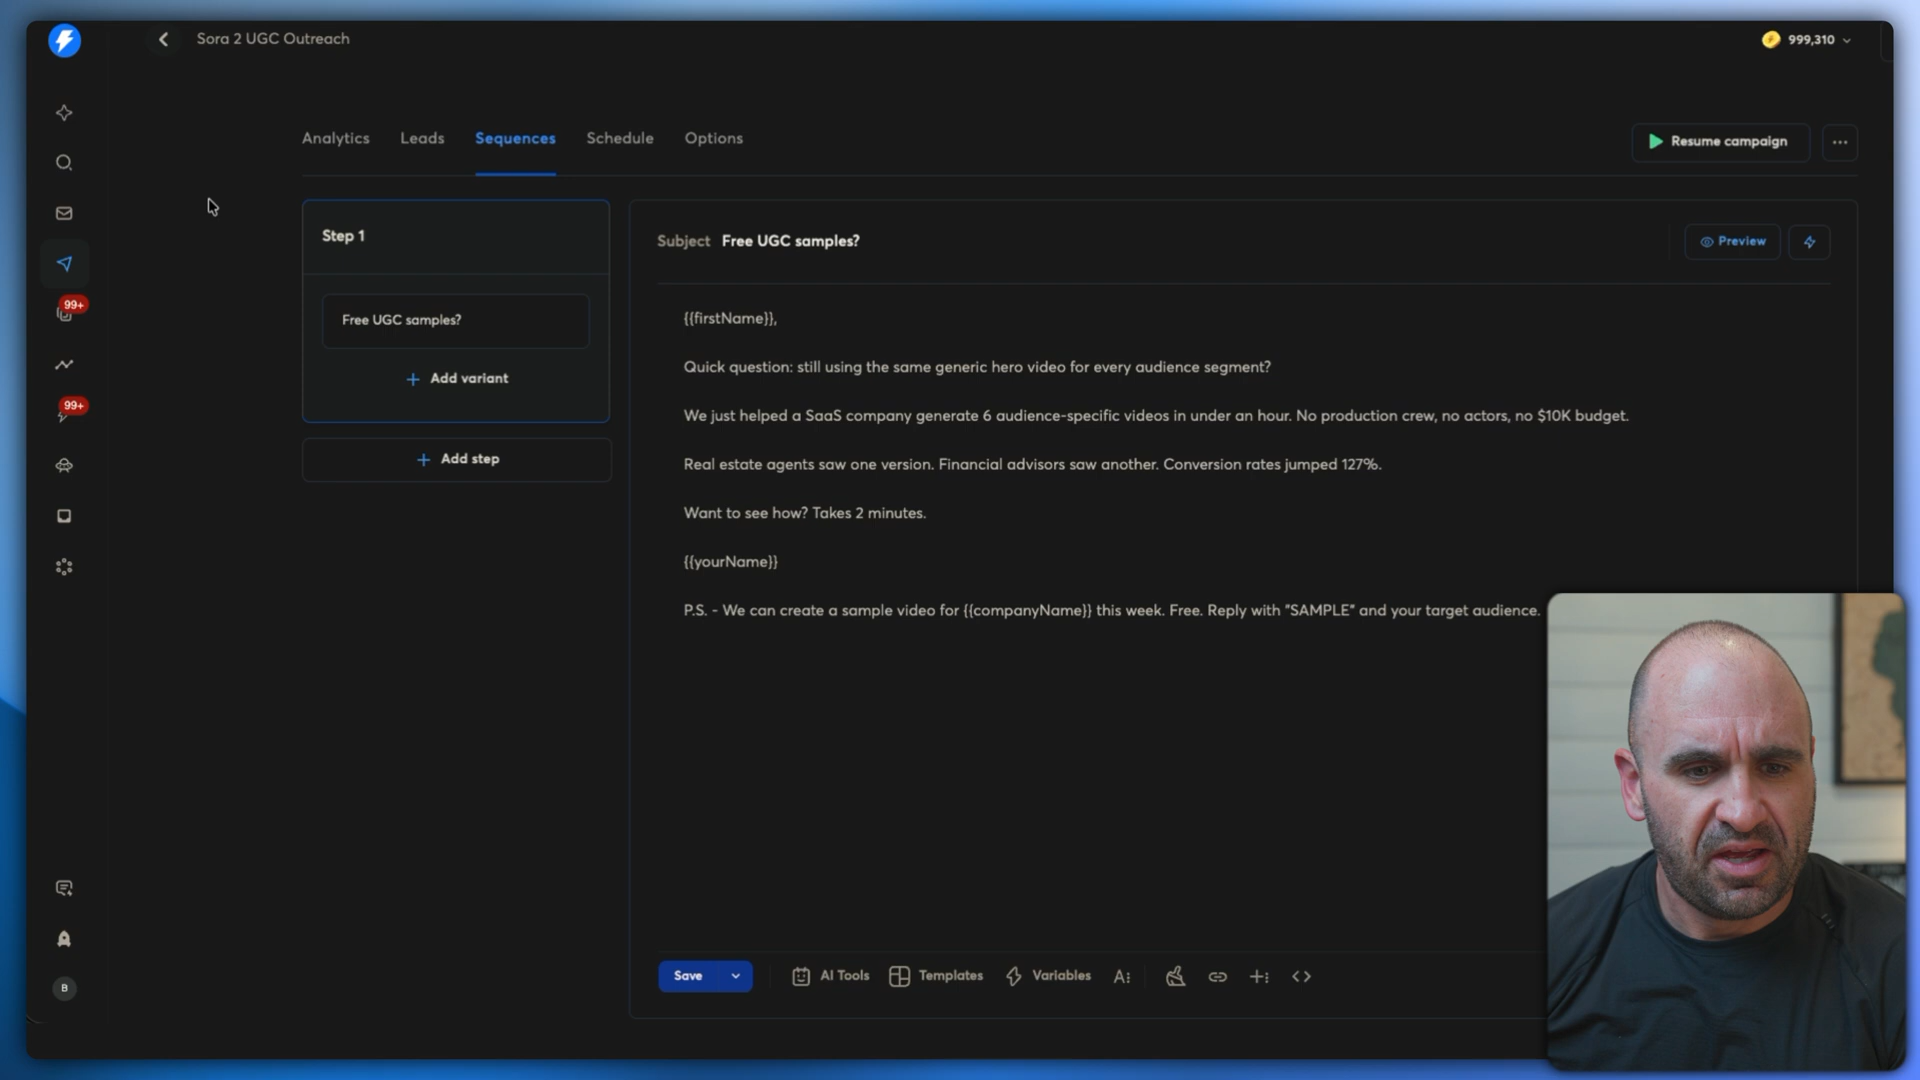 Sora 2 UGC Outreach
999,310
Analytics
Leads
Sequences
Schedule
Options
Resume campaign
Step 1
Free UGC samples?
Add variant
Add step
Subject Free UGC samples?
Preview
{{firstName}},
Quick question: still using the same generic hero video for every audience segment?
We just helped a SaaS company generate 6 audience-specific videos in under an hour. No production crew, no actors, no $10K budget.
Real estate agents saw one version. Financial advisors saw another. Conversion rates jumped 127%.
Want to see how? Takes 2 minutes.
{{yourName}}
P.S. - We can create a sample video for {{companyName}} this week. Free. Reply with "SAMPLE" and your target audience.
Save
AI Tools
Templates
Variables
99+
99+
B